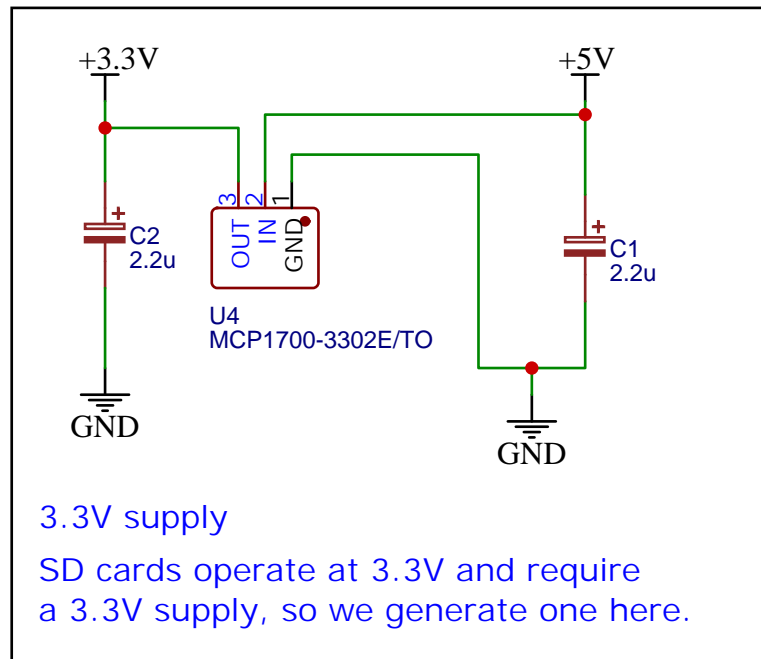 +3.3V
+5V
3
2
1
OUT
IN
GND
+
C2
2.2u
+
C1
2.2u
U4
MCP1700-3302E/TO
GND
GND
3.3V supply
SD cards operate at 3.3V and require
a 3.3V supply, so we generate one here.